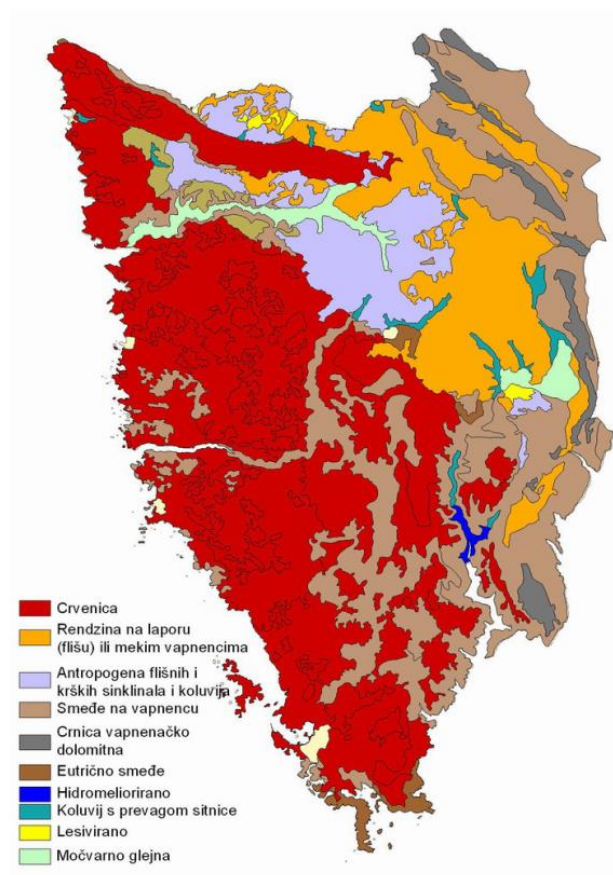 Crvenica
Rendzina na laporu
(flišu) ili mekim vapnencima
Antropogena flišnih i
krških sinklinala i koluvija
Smeđe na vapnencu
Crnica vapnenačko
dolomitna
Eutrično smeđe
Hidromeliorirano
Koluvij s prevagom sitnice
Lesivirano
Močvarno glejna